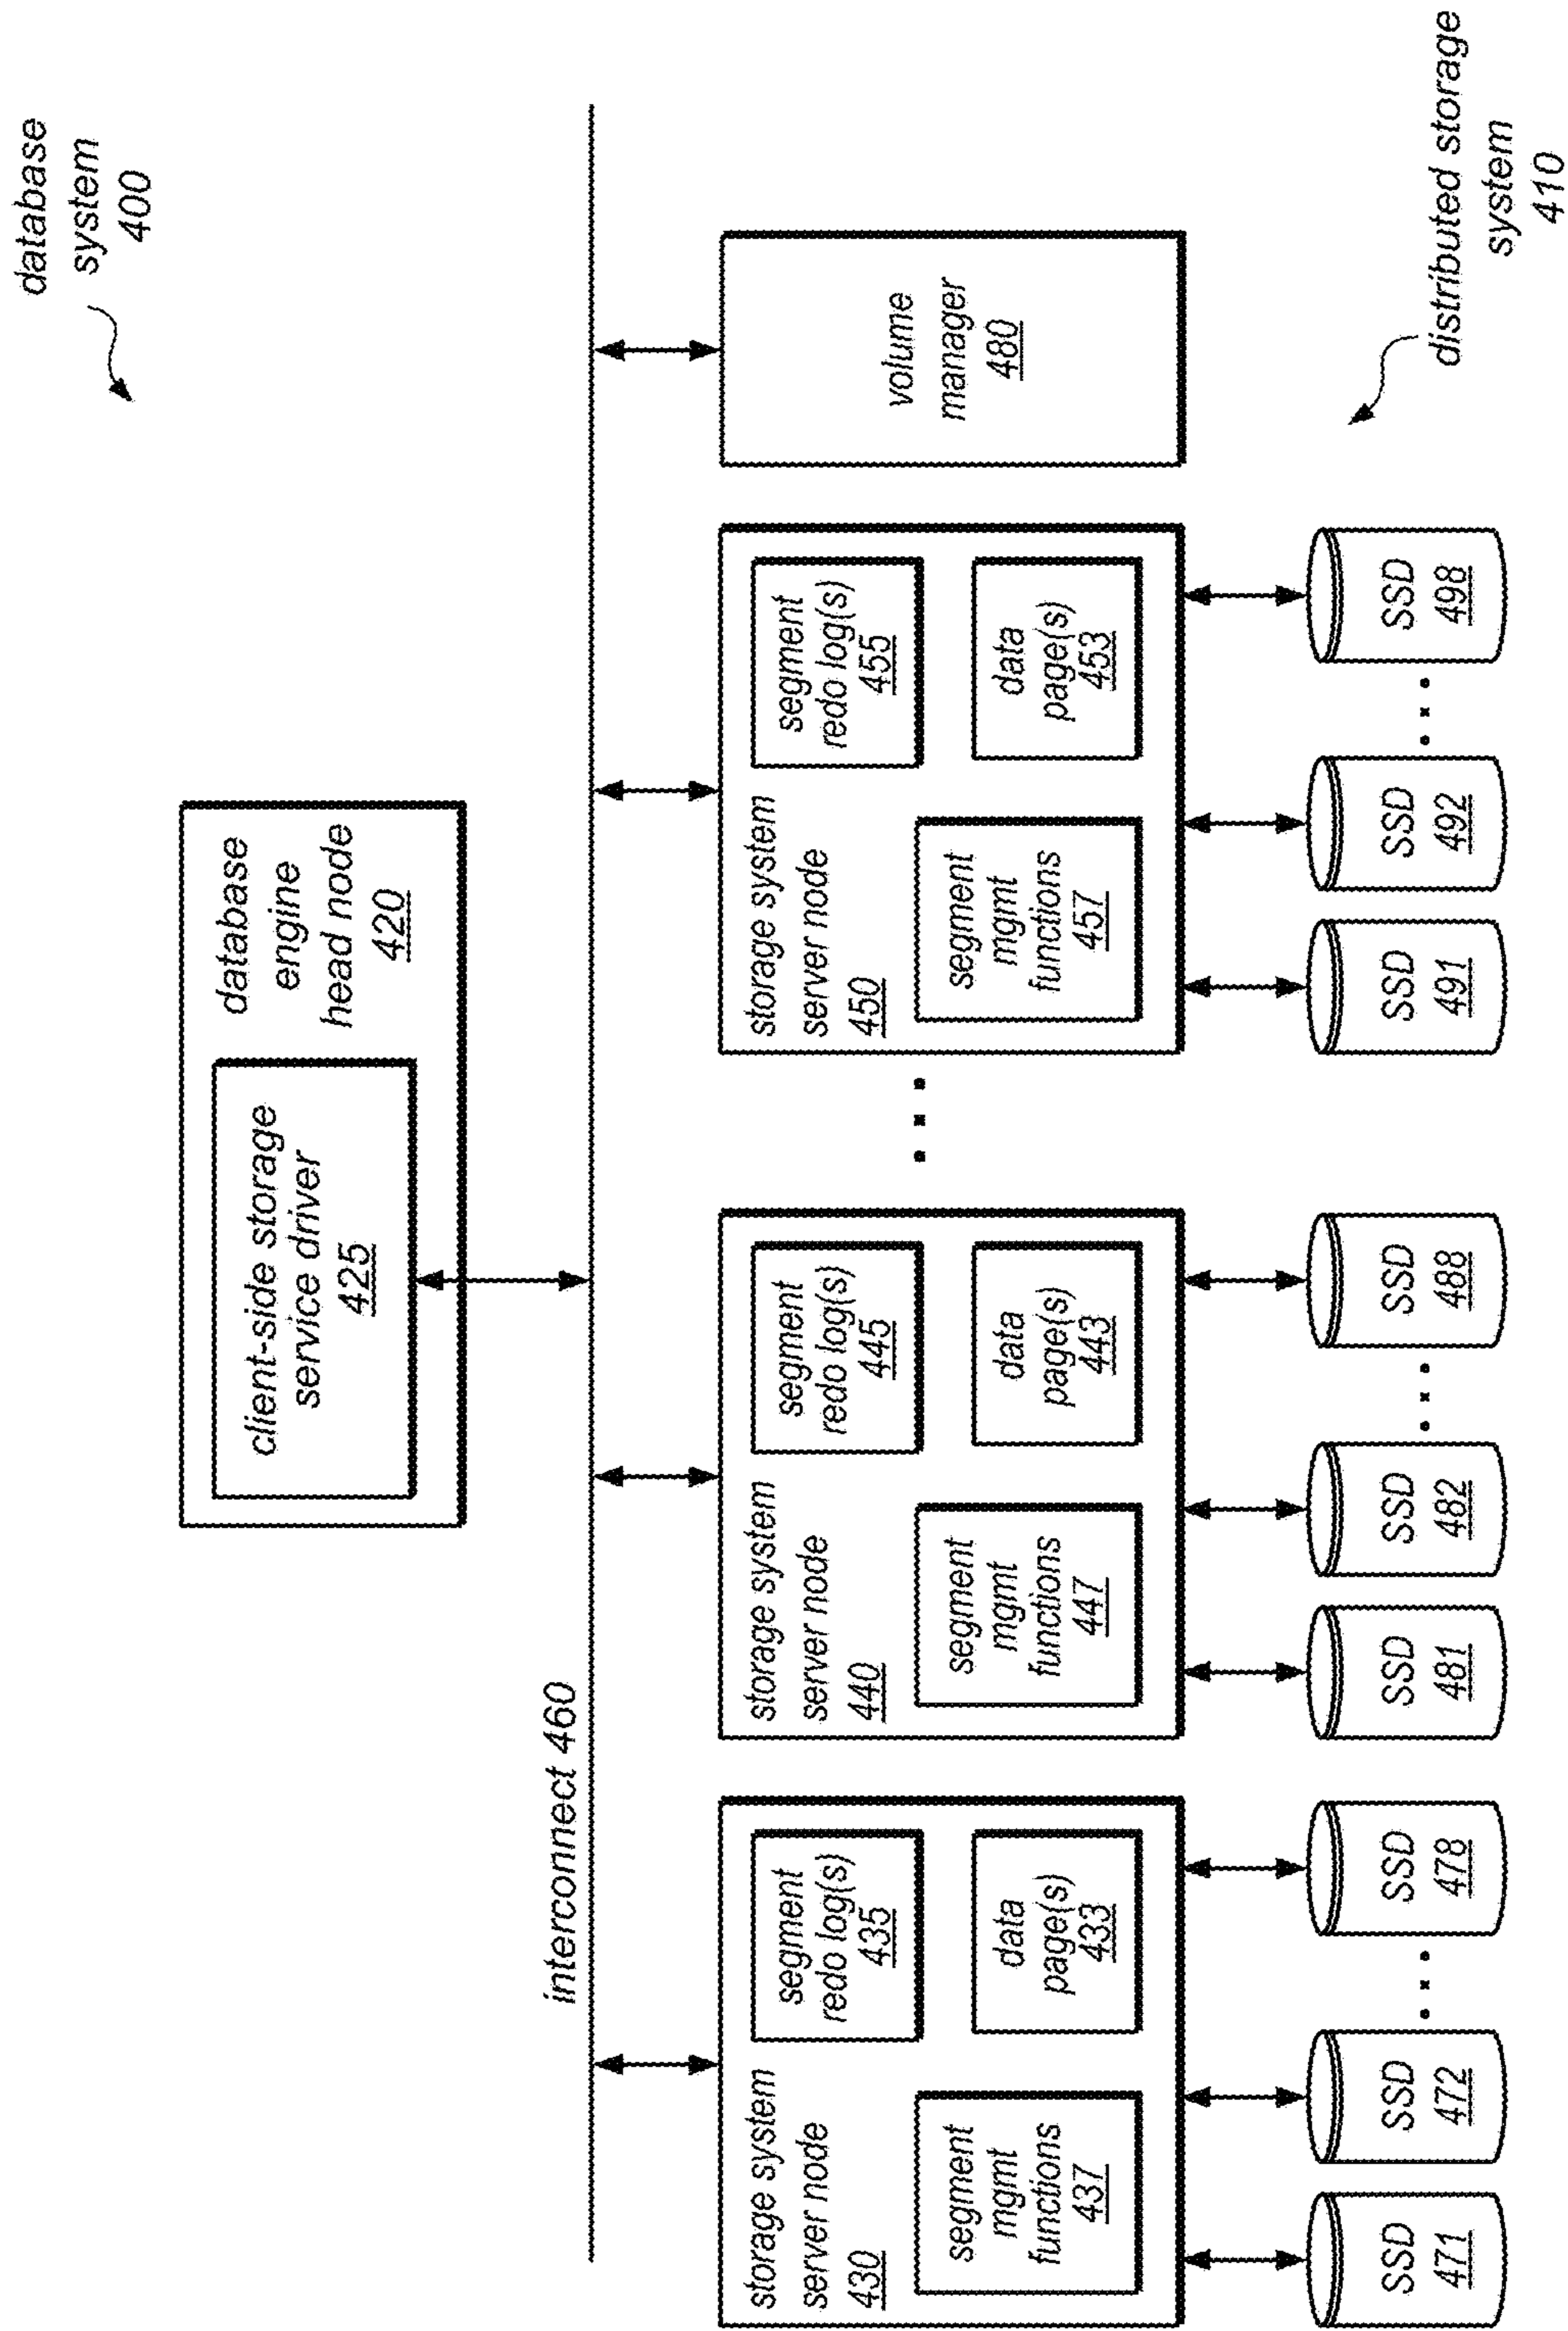 database
system
400
database
engine
head node
420
client-side storage
service driver
425
interconnect 460
storage system
server node
430
segment
redo log(s)
435
segment
mgmt
functions
437
data
page(s)
433
storage system
server node
440
segment
redo log(s)
445
segment
mgmt
functions
447
data
page(s)
443
storage system
server node
450
segment
redo log(s)
455
segment
mgmt
functions
457
data
page(s)
453
volume
manager
480
SSD
471
SSD
472
SSD
478
SSD
481
SSD
482
SSD
488
SSD
491
SSD
492
SSD
498
distributed storage
system
410